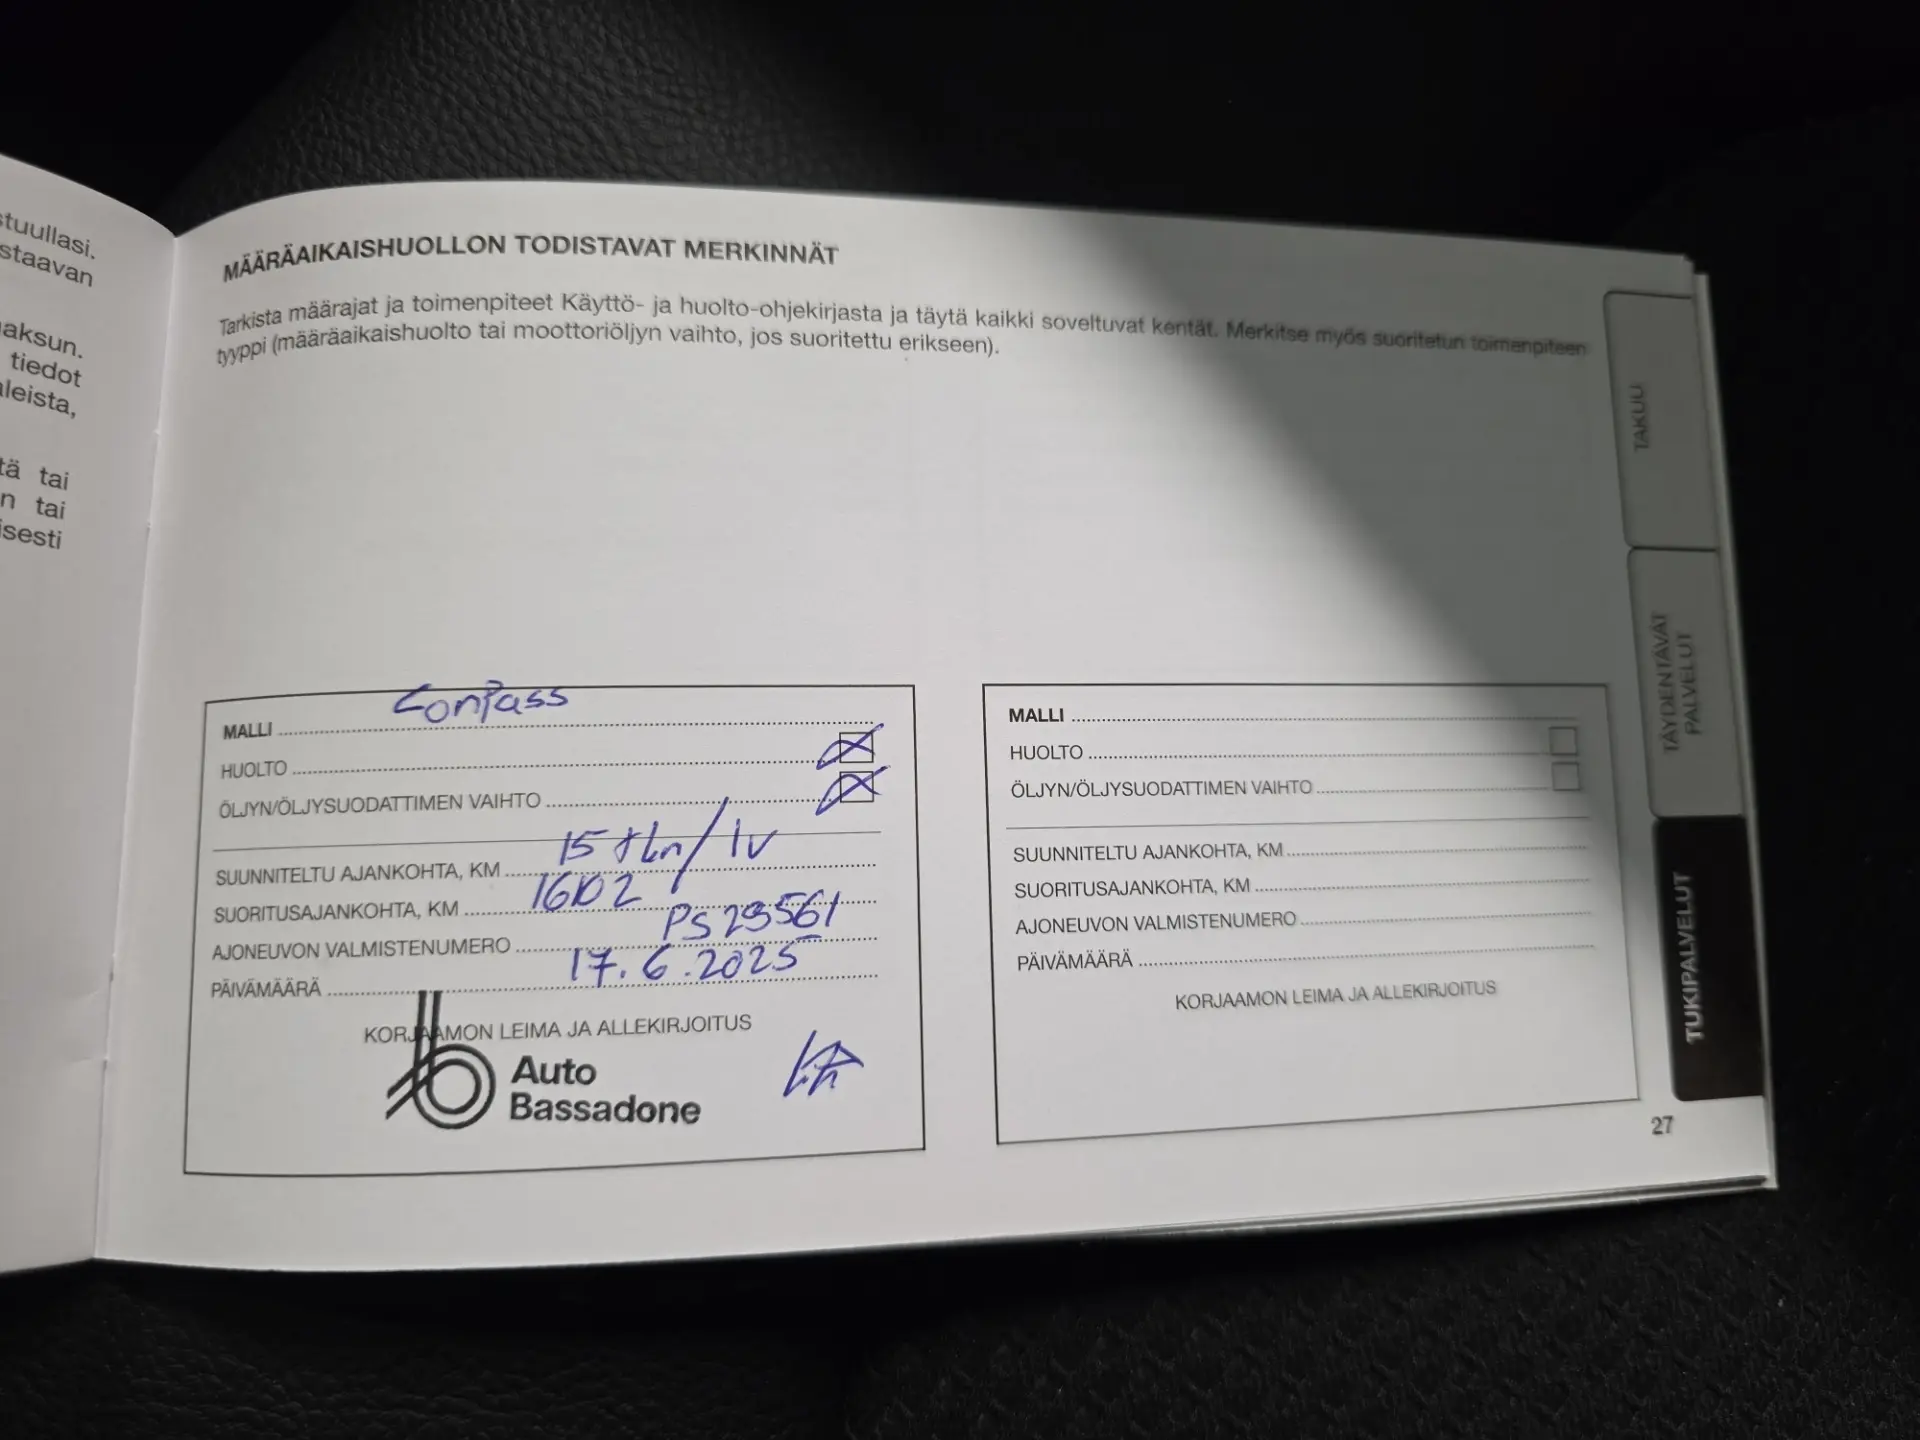 stuullasi.
staavan
aksun.
tiedot
leista,
tä tai
n tai
isesti
MÄÄRÄAIKAISHUOLLON TODISTAVAT MERKINNÄT
Tarkista määrajat ja toimenpiteet Käyttö- ja huolto-ohjekirjasta ja täytä kaikki soveltuvat kentät. Merkitse myös suoritetun toimenpiteen
tyyppi (määräaikaishuolto tai moottoriöljyn vaihto, jos suoritettu erikseen).
MALLI Compass
HUOLTO
ÖLJYN/ÖLJYSUODATTIMEN VAIHTO
SUUNNITELTU AJANKOHTA, KM 15 tkm/1v
SUORITUSAJANKOHTA, KM 16102
AJONEUVON VALMISTENUMERO PS29561
PÄIVÄMÄÄRÄ 17.6.2025
KORJAAMON LEIMA JA ALLEKIRJOITUS
Auto
Bassadone
MALLI
HUOLTO
ÖLJYN/ÖLJYSUODATTIMEN VAIHTO
SUUNNITELTU AJANKOHTA, KM
SUORITUSAJANKOHTA, KM
AJONEUVON VALMISTENUMERO
PÄIVÄMÄÄRÄ
KORJAAMON LEIMA JA ALLEKIRJOITUS
TAKUU
TÄYDENTÄVÄT
PALVELUT
TUKIPALVELUT
27